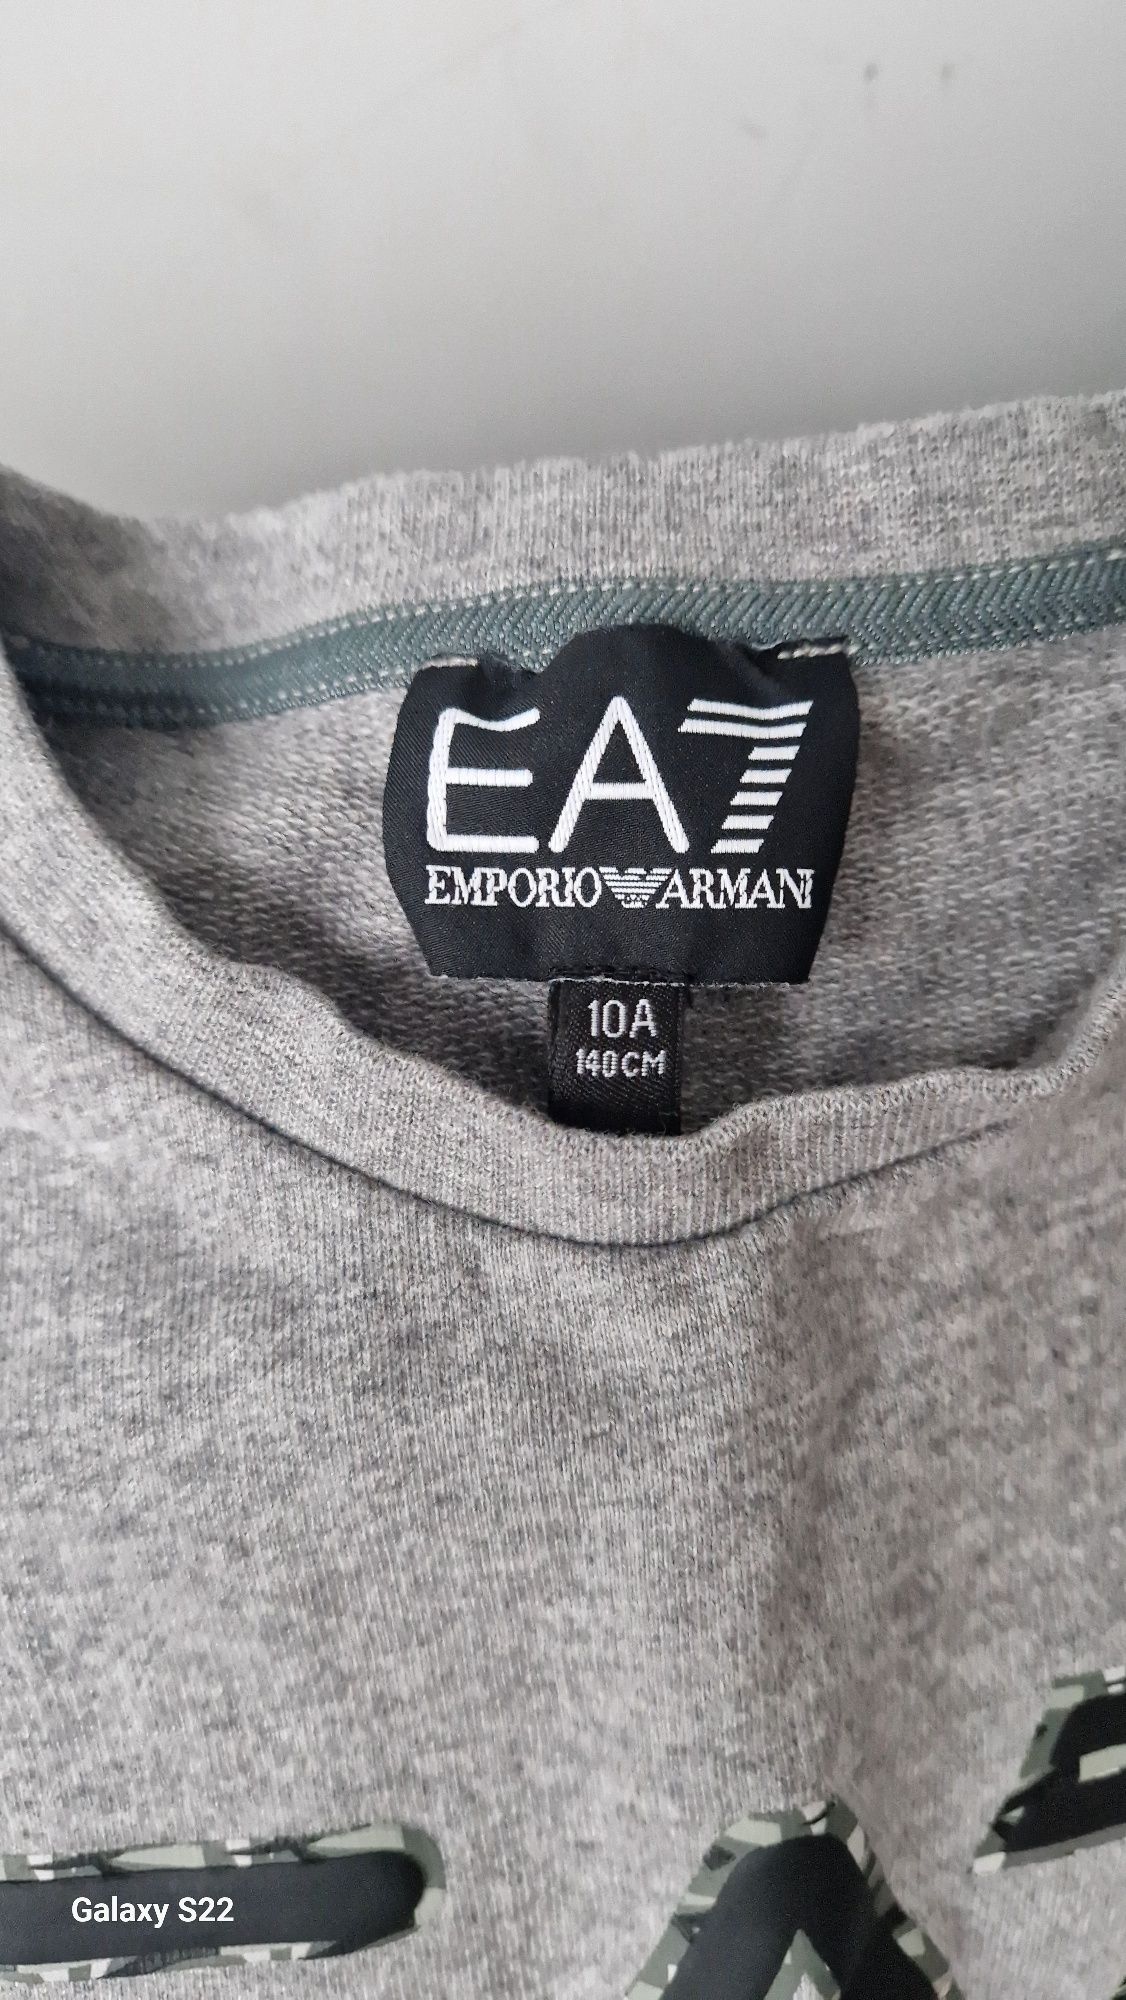 EA7
EMPORIO ARMANI
10A
140CM
Galaxy S22